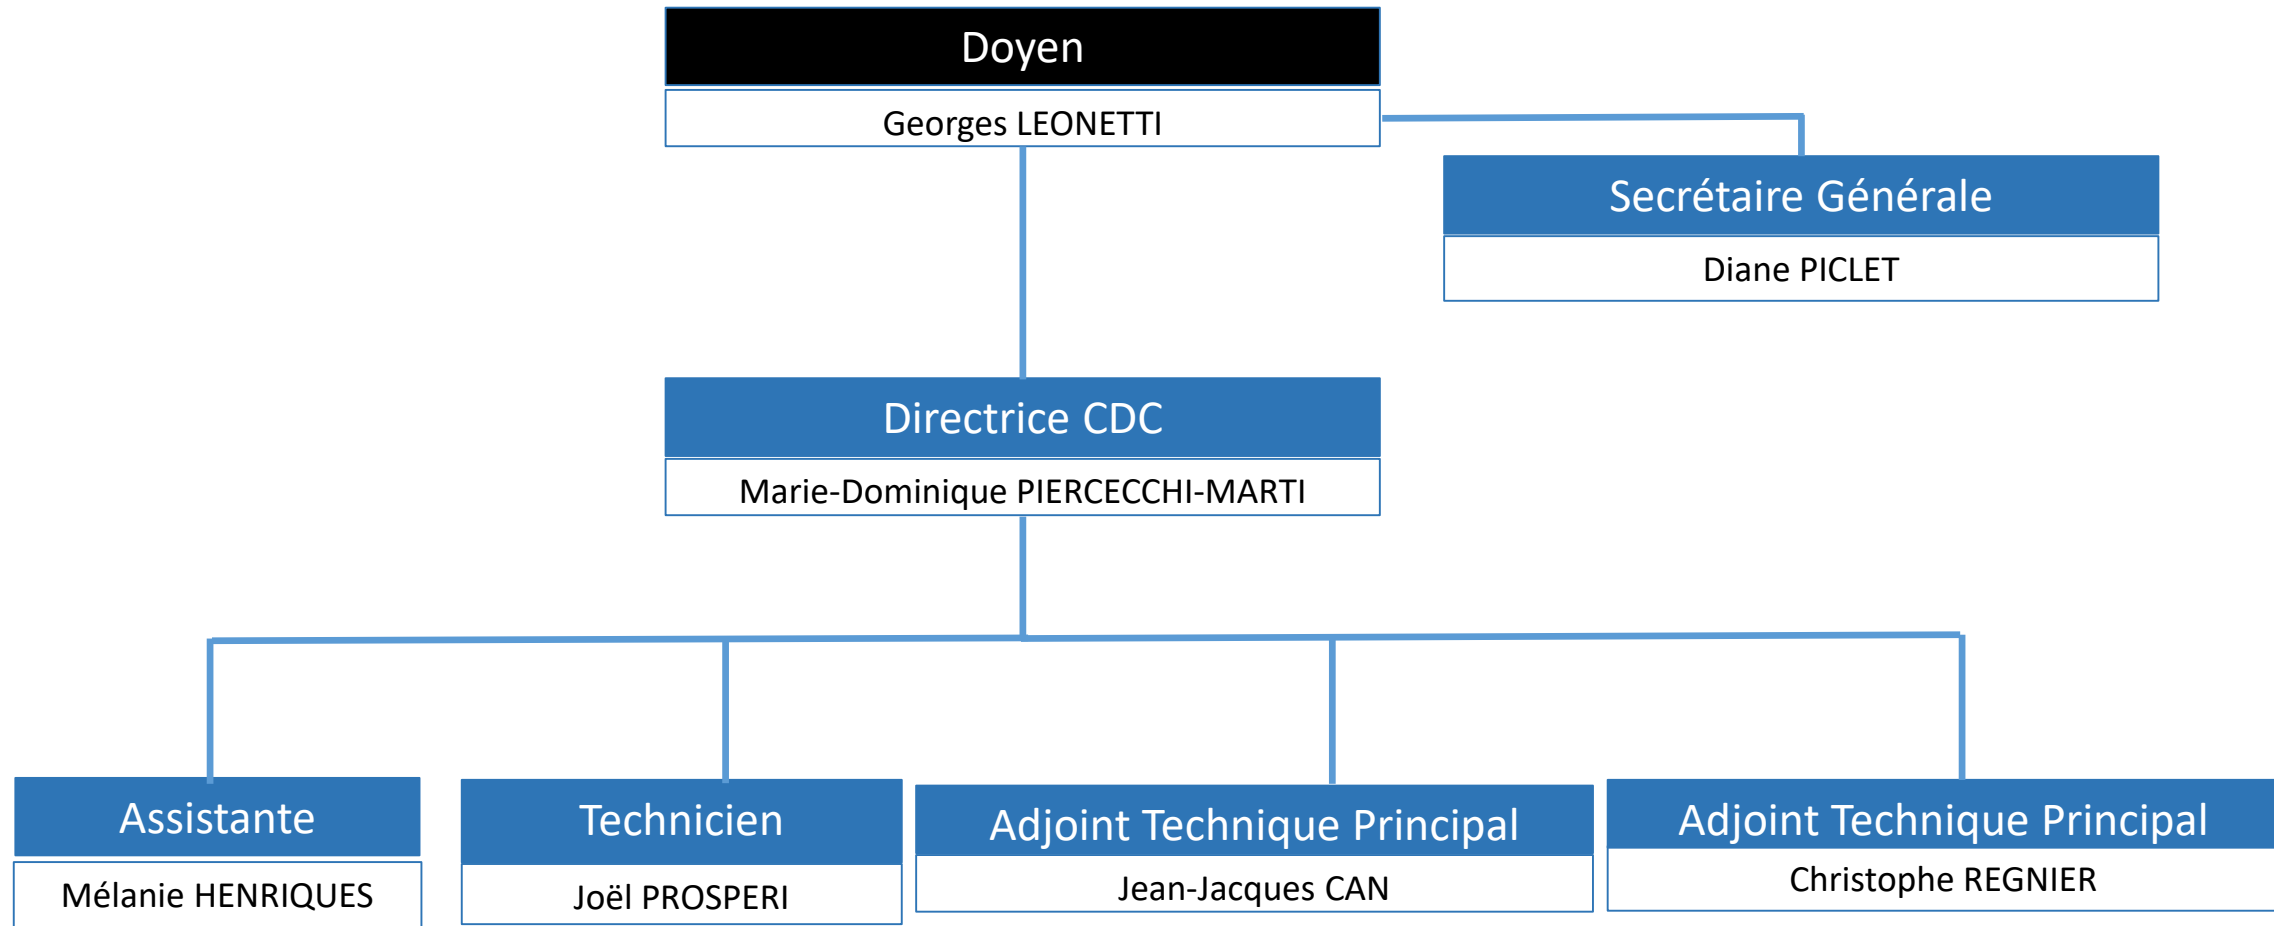 Doyen
Georges LEONETTI
Secrétaire Générale
Diane PICLET
Directrice CDC
Marie-Dominique PIERCECCHI-MARTI
Assistante
Mélanie HENRIQUES
Technicien
Joël PROSPERI
Adjoint Technique Principal
Jean-Jacques CAN
Adjoint Technique Principal
Christophe REGNIER